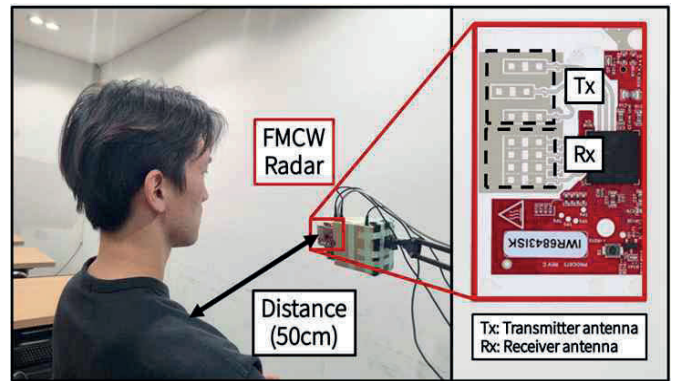 FMCW
Radar
Distance
(50cm)
Tx
Rx
IWR6843ISK
Tx: Transmitter antenna
Rx: Receiver antenna